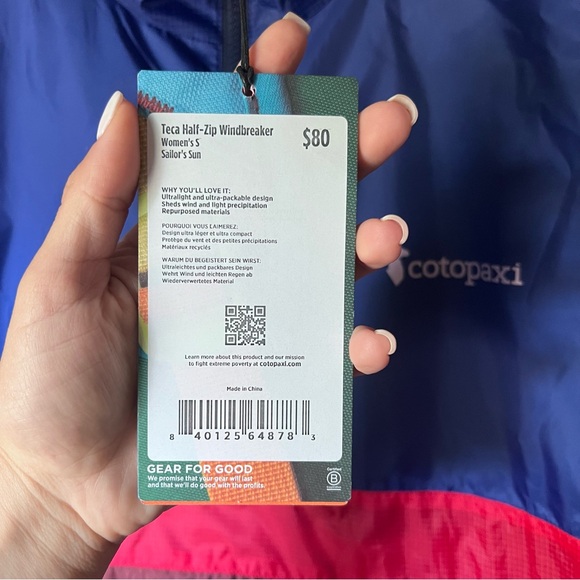 Teca Half-Zip Windbreaker $80
Women's S
Sailor's Sun
WHY YOU'LL LOVE IT:
Ultralight and ultra-packable design
Sheds wind and light precipitation
Repurposed materials
POURQUOI VOUS L'AIMEREZ:
Design ultra léger et ultra compact
Protège du vent et des petites précipitations
Matériaux recyclés
WARUM DU BEGEISTERT SEIN WIRST:
Ultraleichtes und packbares Design
Wehrt Wind und leichten Regen ab
Wiederverwertetes Material
Learn more about this product and our mission
to fight extreme poverty at cotopaxi.com
Made in China
8 40125 64878 3
GEAR FOR GOOD
We promise that your gear will last
and that we'll do good with the profits.
Certified
B
cotopaxi